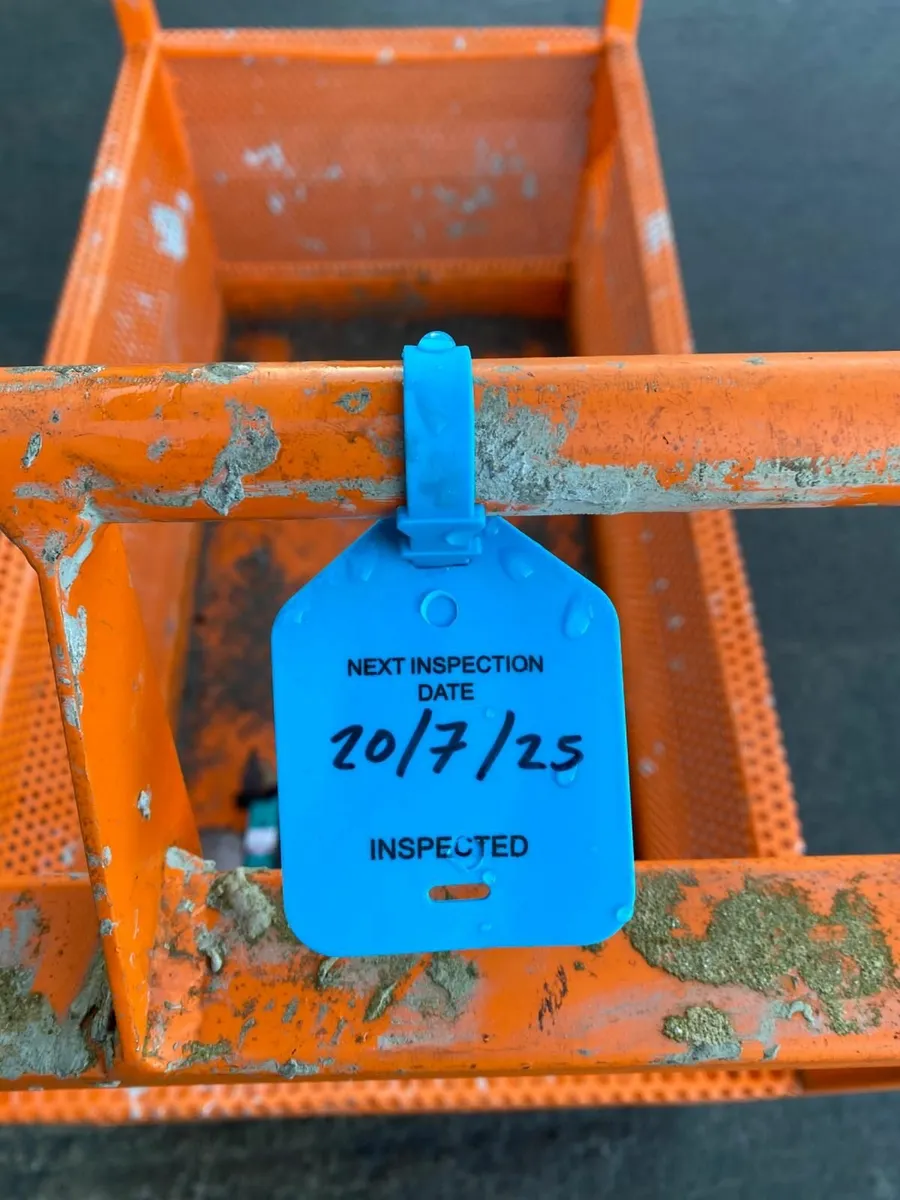 NEXT INSPECTION
DATE
20/7/25
INSPECTED